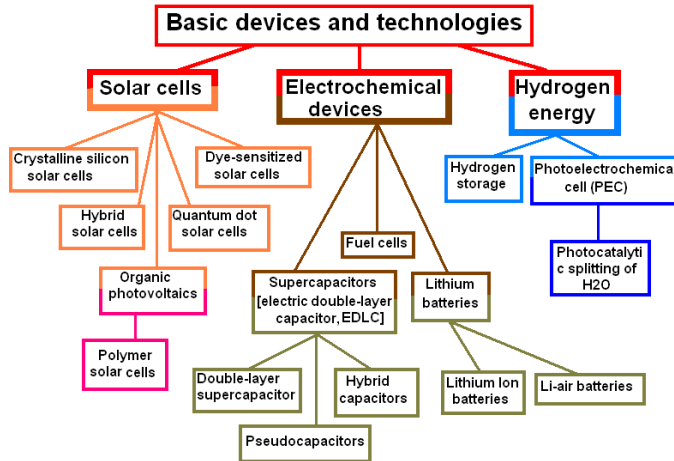 Basic devices and technologies
Solar cells
Electrochemical
devices
Hydrogen
energy
Crystalline silicon
solar cells
Dye-sensitized
solar cells
Hydrogen
storage
Photoelectrochemica
cell (PEC)
Hybrid
solar cells
Quantum dot
solar cells
Fuel cells
Photocatalyti
c splitting of
H2O
Organic
photovoltaics
Supercapacitors
[electric double-layer
capacitor, EDLC]
Lithium
batteries
Polymer
solar cells
Double-layer
supercapacitor
Hybrid
capacitors
Lithium Ion
batteries
Li-air batteries
Pseudocapacitors